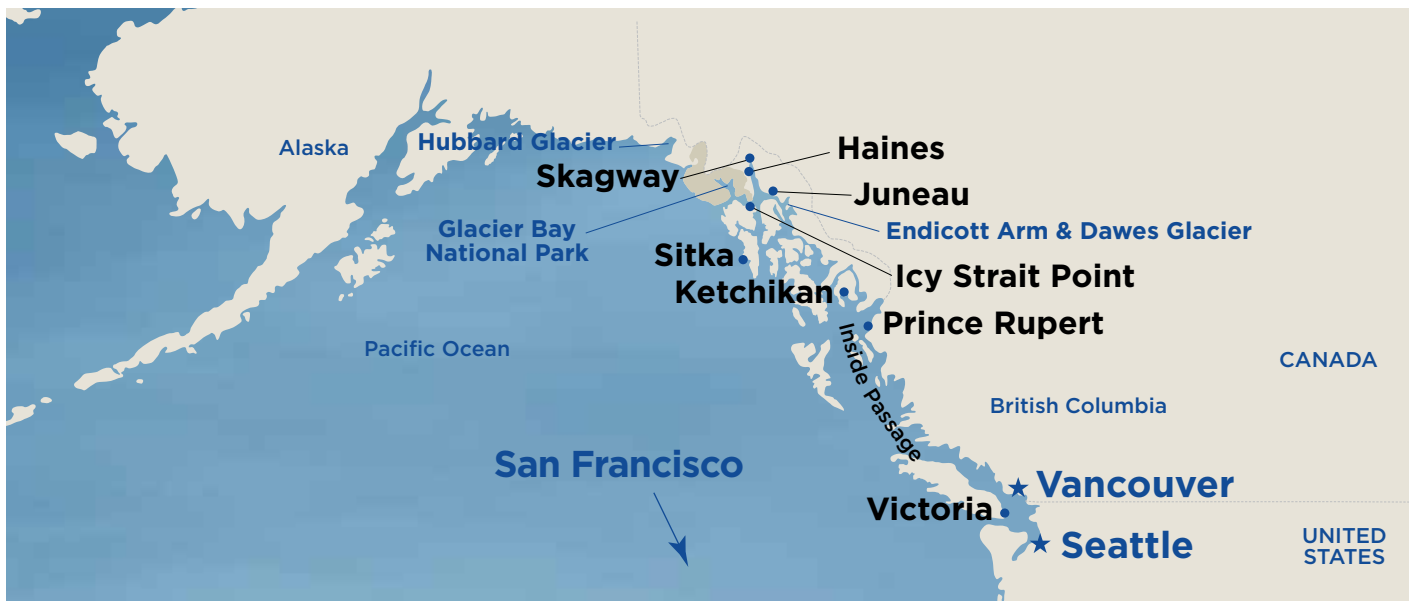 Alaska
Hubbard Glacier
Haines
Skagway
Juneau
Glacier Bay
National Park
Endicott Arm & Dawes Glacier
Sitka
Icy Strait Point
Ketchikan
Prince Rupert
Pacific Ocean
Inside Passage
CANADA
British Columbia
San Francisco
Vancouver
Victoria
Seattle
UNITED
STATES